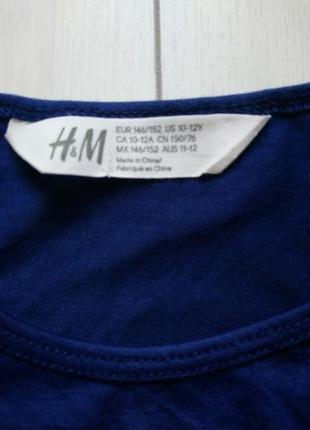 H&M
EUR 146/152 US 10-12Y
CA 10-12A CN 150/76
MX 146/152 AUS 11-12
Made in China/
Fabriqué en Chine